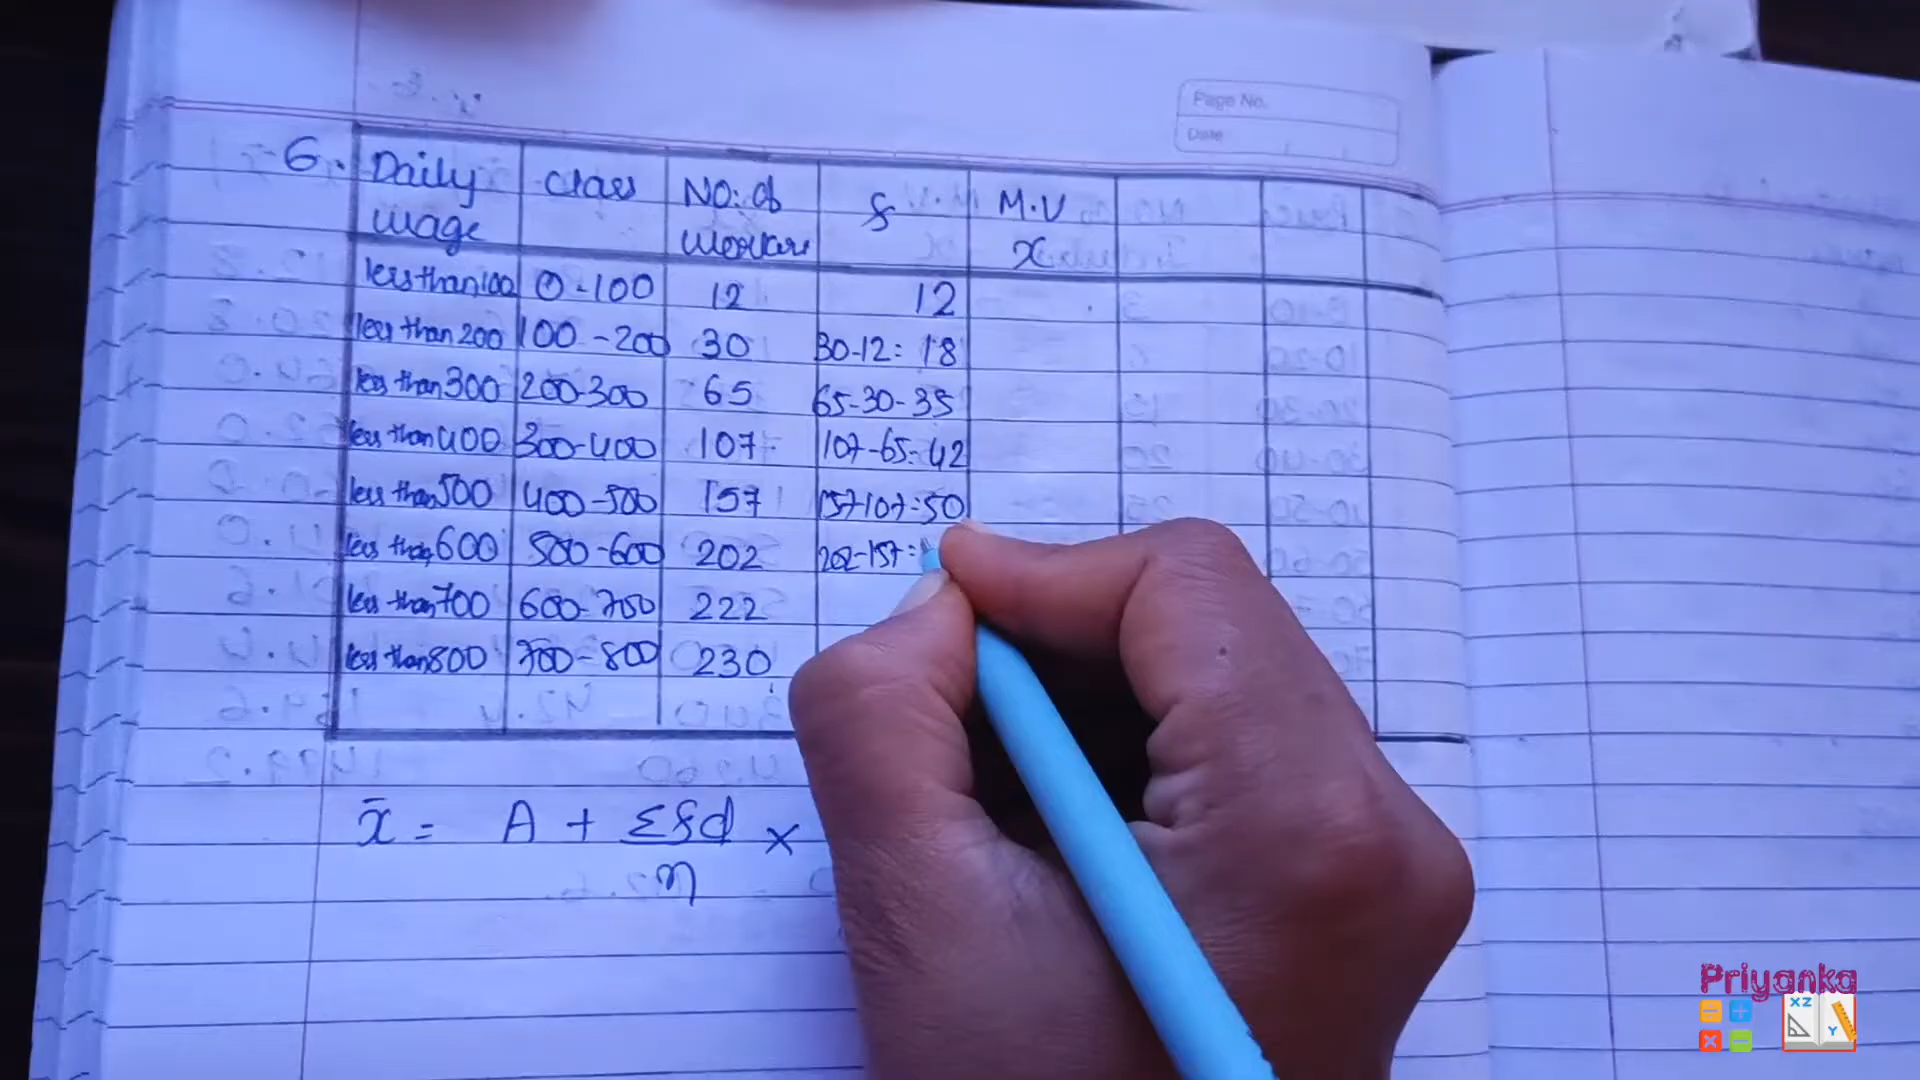 Page No.
Date
6. Daily wage class No: of f M.V x
less than 100 0-100 12 12
less than 200 100-200 30 30-12= 18
less than 300 200-300 65 65-30-35
less than 400 300-400 107 107-65= 42
less than 500 400-500 157 157-107=50
less than 600 500-600 202 202-157=
less than 700 600-700 222
less than 800 700-800 230
x̄ = A + Σfd ×
n
Priyanka
XZ
Y